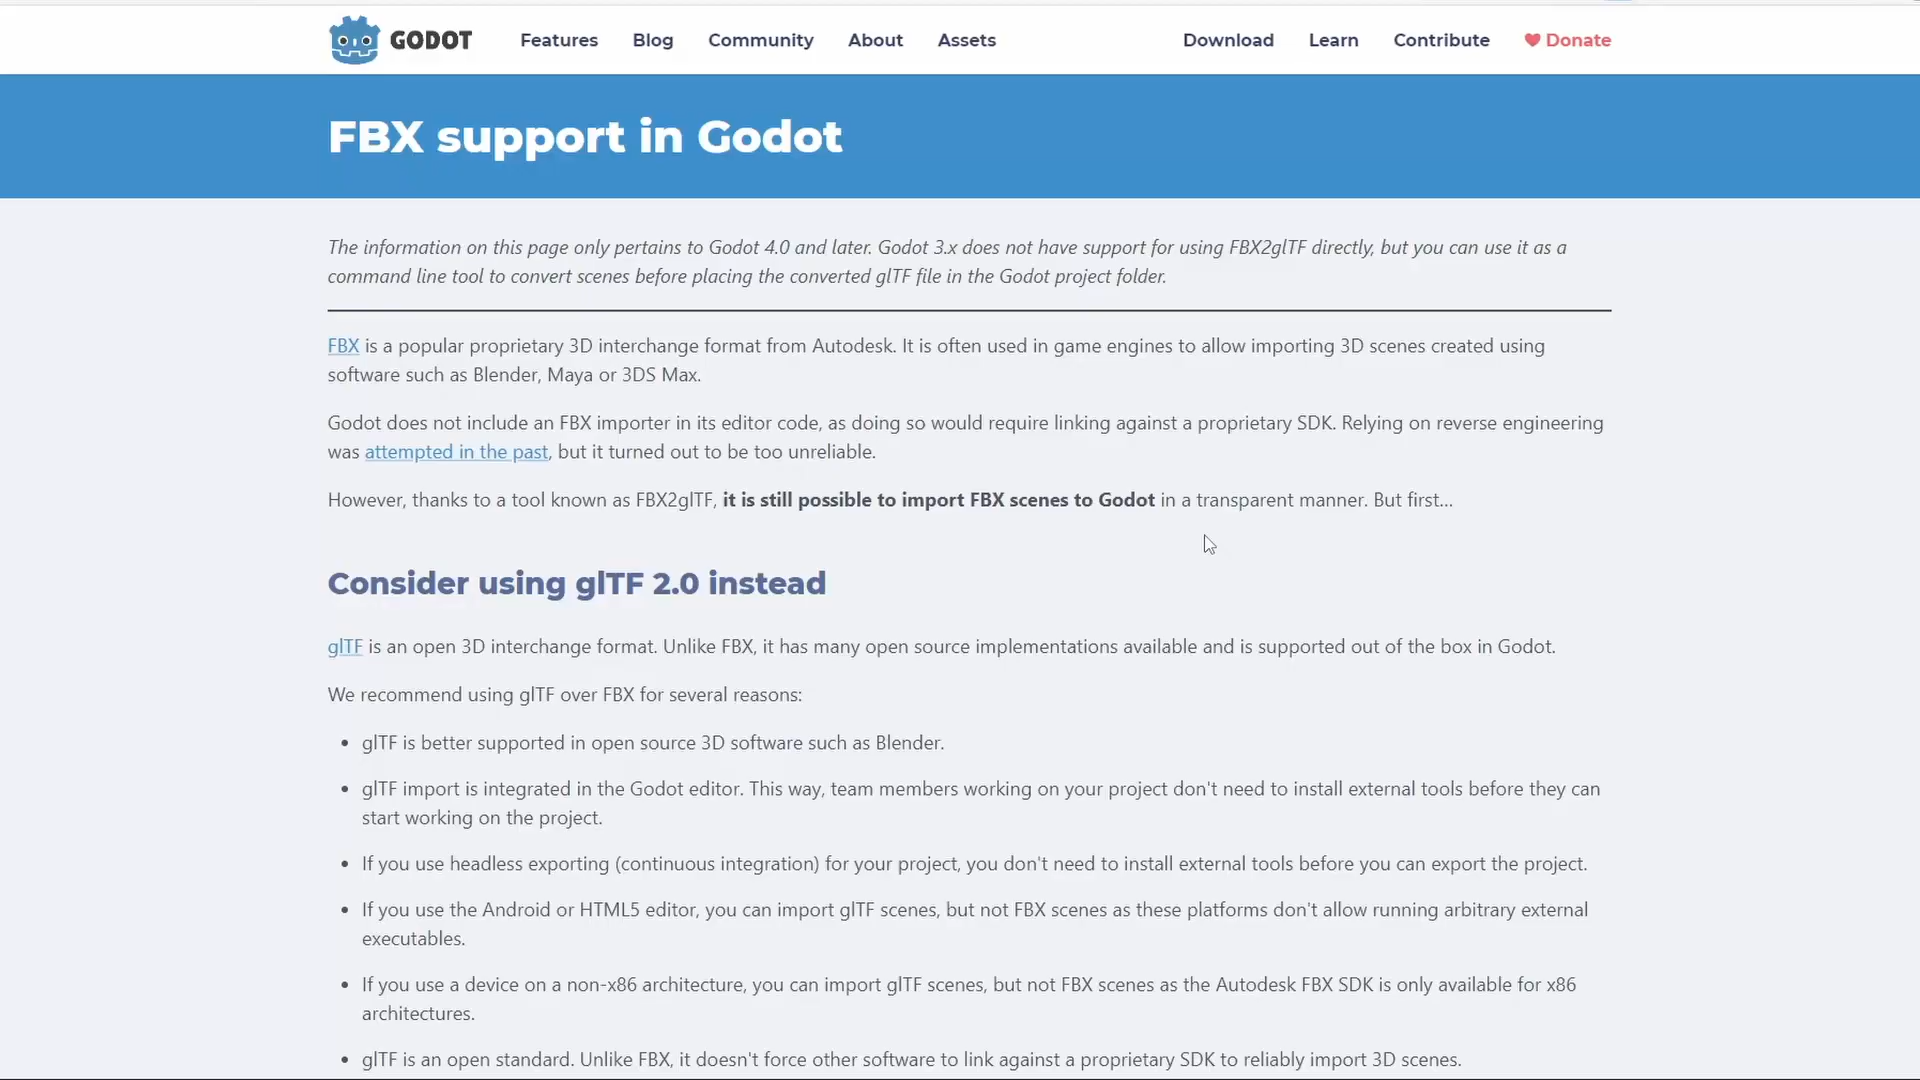 GODOT Features Blog Community About Assets Download Learn Contribute Donate
FBX support in Godot
The information on this page only pertains to Godot 4.0 and later. Godot 3.x does not have support for using FBX2glTF directly, but you can use it as a
command line tool to convert scenes before placing the converted glTF file in the Godot project folder.
FBX is a popular proprietary 3D interchange format from Autodesk. It is often used in game engines to allow importing 3D scenes created using
software such as Blender, Maya or 3DS Max.
Godot does not include an FBX importer in its editor code, as doing so would require linking against a proprietary SDK. Relying on reverse engineering
was attempted in the past, but it turned out to be too unreliable.
However, thanks to a tool known as FBX2glTF, it is still possible to import FBX scenes to Godot in a transparent manner. But first...
Consider using glTF 2.0 instead
glTF is an open 3D interchange format. Unlike FBX, it has many open source implementations available and is supported out of the box in Godot.
We recommend using glTF over FBX for several reasons:
• glTF is better supported in open source 3D software such as Blender.
• glTF import is integrated in the Godot editor. This way, team members working on your project don't need to install external tools before they can
start working on the project.
• If you use headless exporting (continuous integration) for your project, you don't need to install external tools before you can export the project.
• If you use the Android or HTML5 editor, you can import glTF scenes, but not FBX scenes as these platforms don't allow running arbitrary external
executables.
• If you use a device on a non-x86 architecture, you can import glTF scenes, but not FBX scenes as the Autodesk FBX SDK is only available for x86
architectures.
• glTF is an open standard. Unlike FBX, it doesn't force other software to link against a proprietary SDK to reliably import 3D scenes.